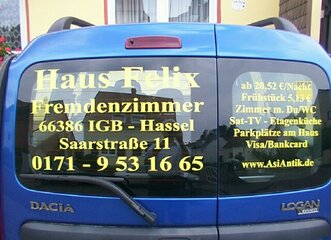 Haus Felix
Fremdenzimmer
66386 IGB - Hassel
Saarstraße 11
0171 - 9 53 16 65
ab 20,52 €/Nacht
Frühstück 5,13 €
Zimmer m. Du/WC
Sat-TV - Etagenküche
Parkplätze am Haus
Visa/Bankcard
www.AsiAntik.de
DACIA
LOGAN